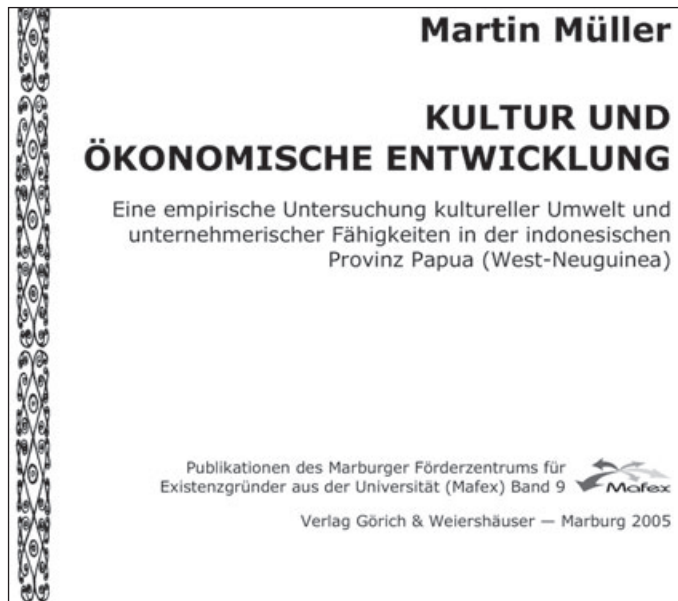 Martin Müller
KULTUR UND
ÖKONOMISCHE ENTWICKLUNG
Eine empirische Untersuchung kultureller Umwelt und
unternehmerischer Fähigkeiten in der indonesischen
Provinz Papua (West-Neuguinea)
Publikationen des Marburger Förderzentrums für
Existenzgründer aus der Universität (Mafex) Band 9
Mafex
Verlag Görich & Weiershäuser — Marburg 2005